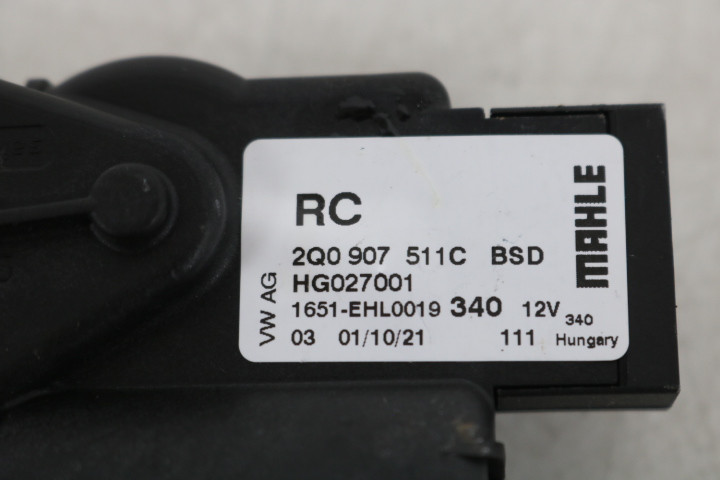 RC
2Q0 907 511C BSD
HG027001
1651-EHL0019 340 12V 340
03 01/10/21 111 Hungary
VW AG
MAHLE